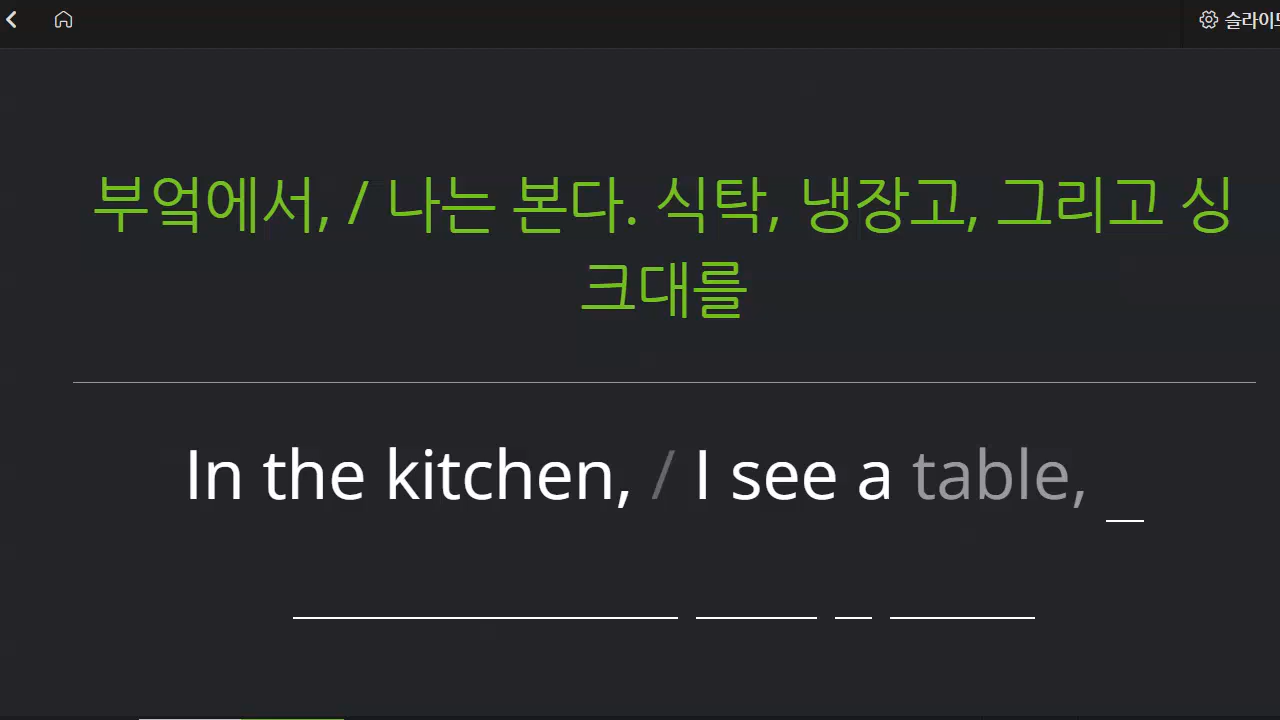 슬라이드
부엌에서, / 나는 본다. 식탁, 냉장고, 그리고 싱
크대를
In the kitchen, / I see a table,